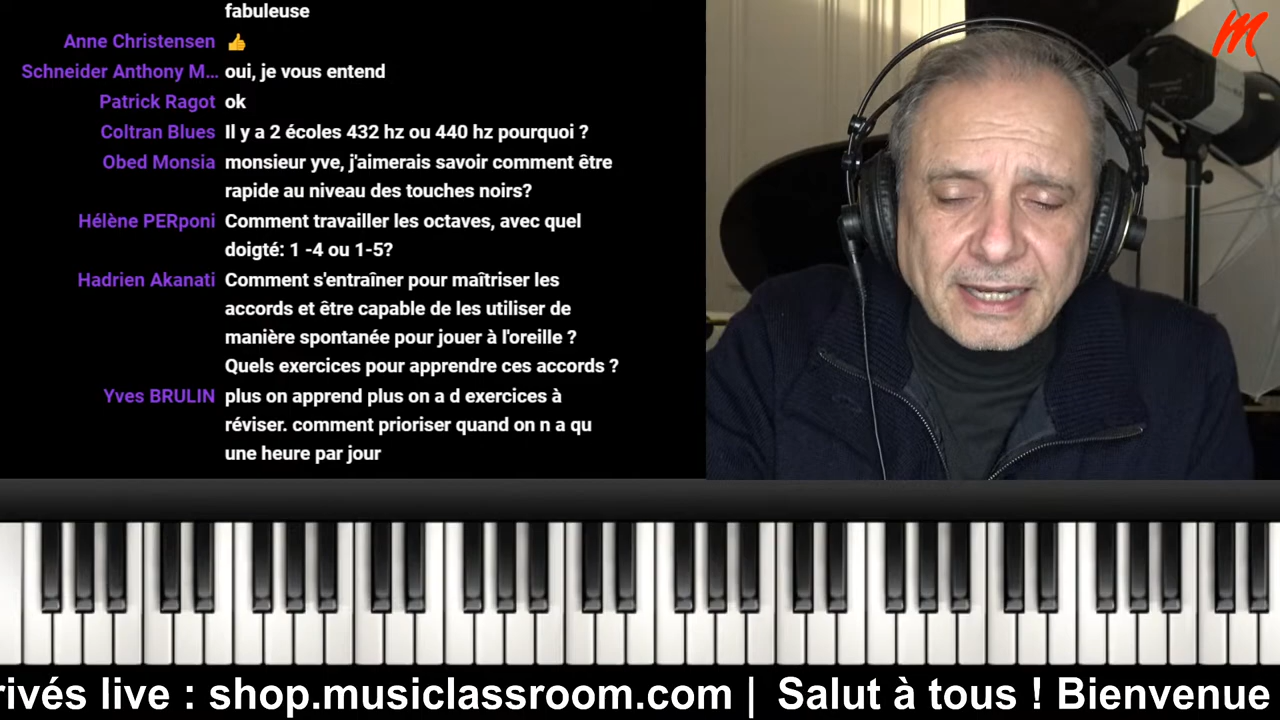 fabuleuse
Anne Christensen 👍
Schneider Anthony M... oui, je vous entend
Patrick Ragot ok
Coltran Blues Il y a 2 écoles 432 hz ou 440 hz pourquoi ?
Obed Monsia monsieur yve, j'aimerais savoir comment être
rapide au niveau des touches noirs?
Hélène PERponi Comment travailler les octaves, avec quel
doigté: 1 -4 ou 1-5?
Hadrien Akanati Comment s'entraîner pour maîtriser les
accords et être capable de les utiliser de
manière spontanée pour jouer à l'oreille ?
Quels exercices pour apprendre ces accords ?
Yves BRULIN plus on apprend plus on a d exercices à
réviser. comment prioriser quand on n a qu
une heure par jour
M
rivés live : shop.musiclassroom.com | Salut à tous ! Bienvenue